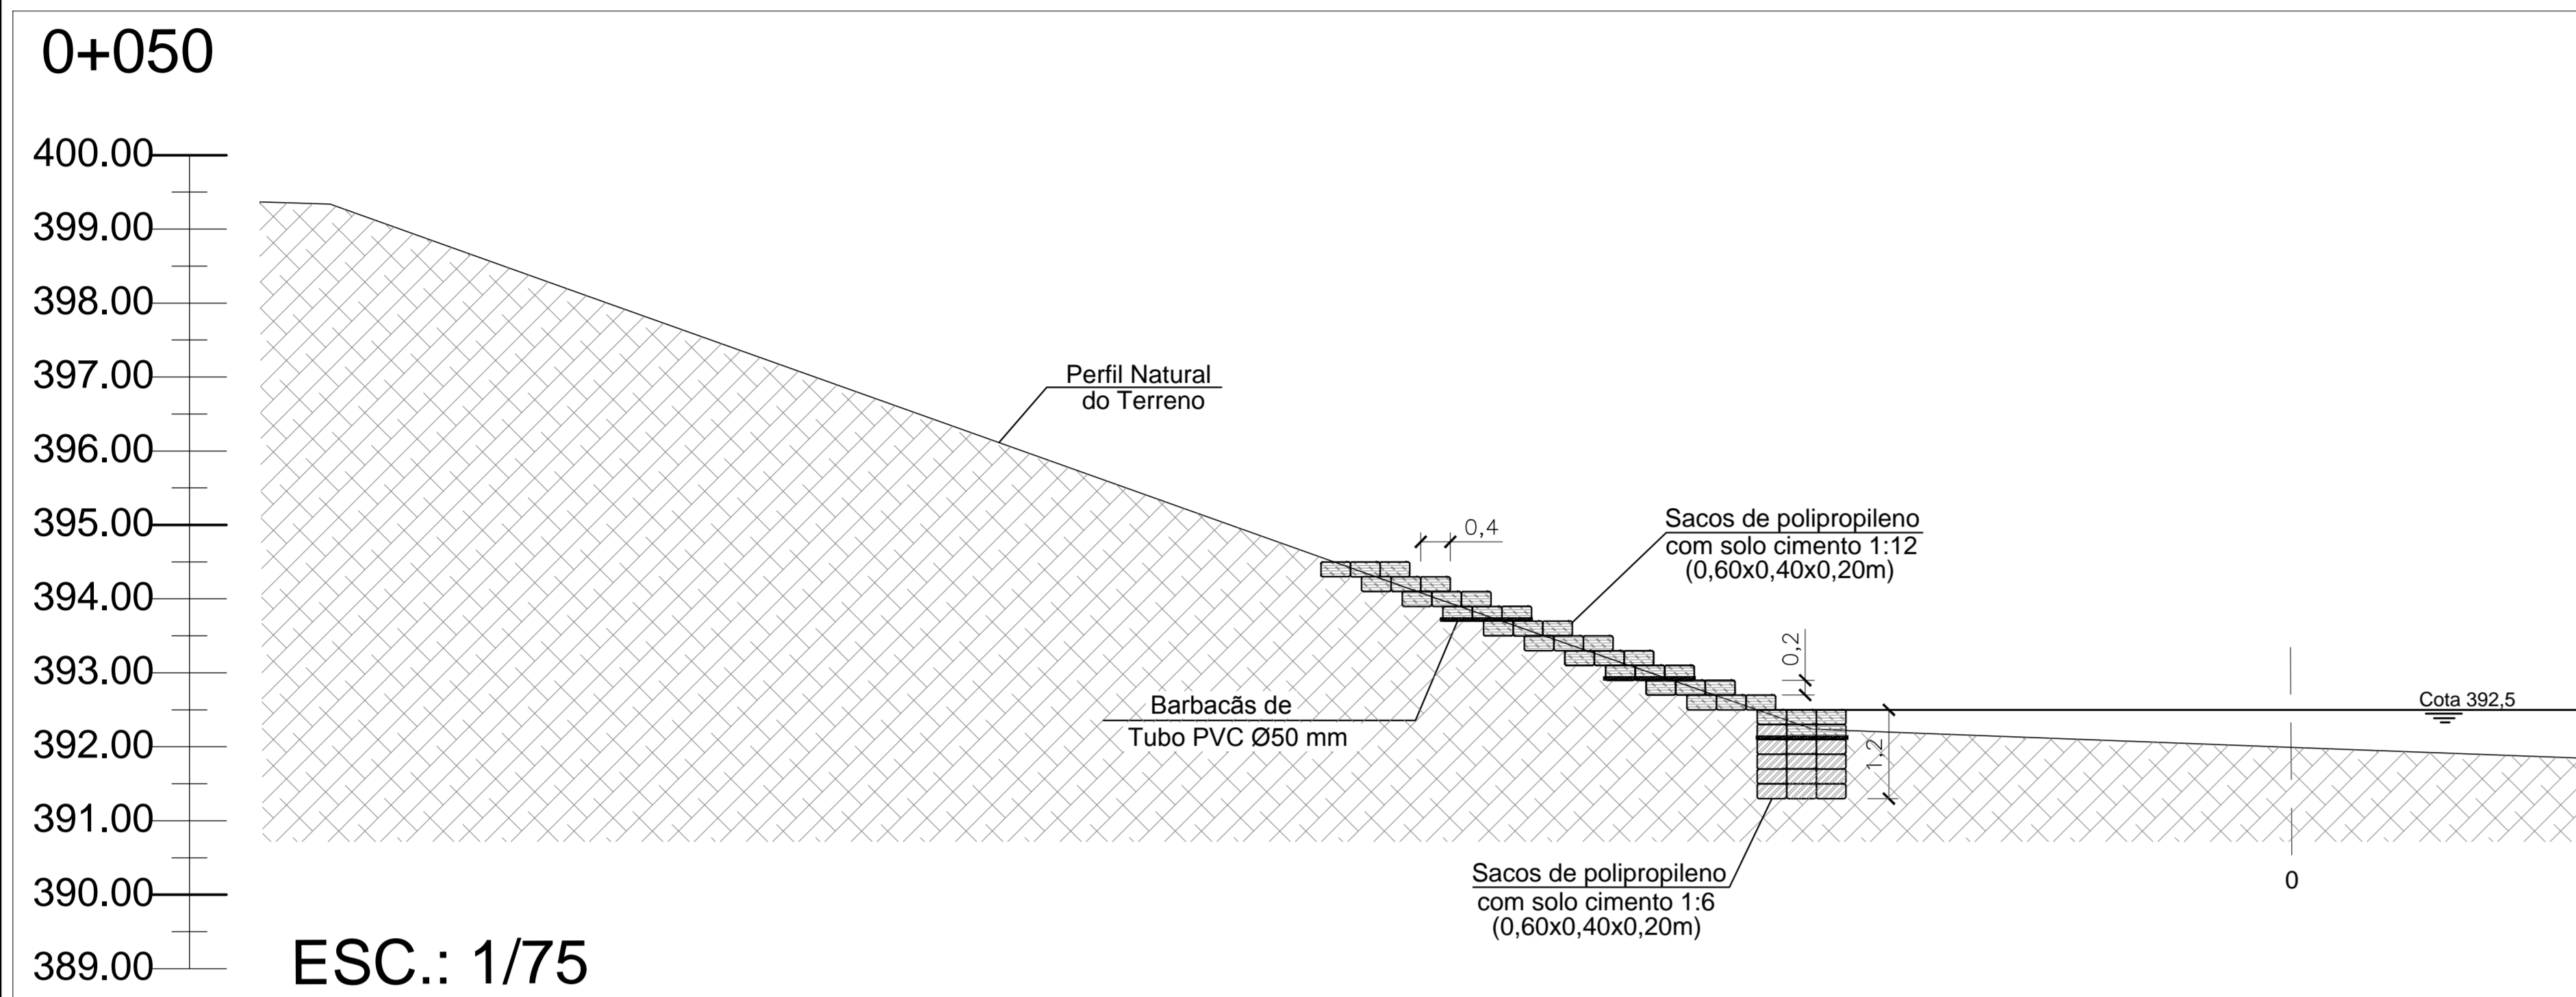 0+050
400.00
399.00
398.00
397.00
396.00
395.00
394.00
393.00
392.00
391.00
390.00
389.00
Perfil Natural
do Terreno
0,4
Sacos de polipropileno
com solo cimento 1:12
(0,60x0,40x0,20m)
0,2
Barbacãs de
Tubo PVC Ø50 mm
Cota 392,5
1,2
Sacos de polipropileno
com solo cimento 1:6
(0,60x0,40x0,20m)
0
ESC.: 1/75